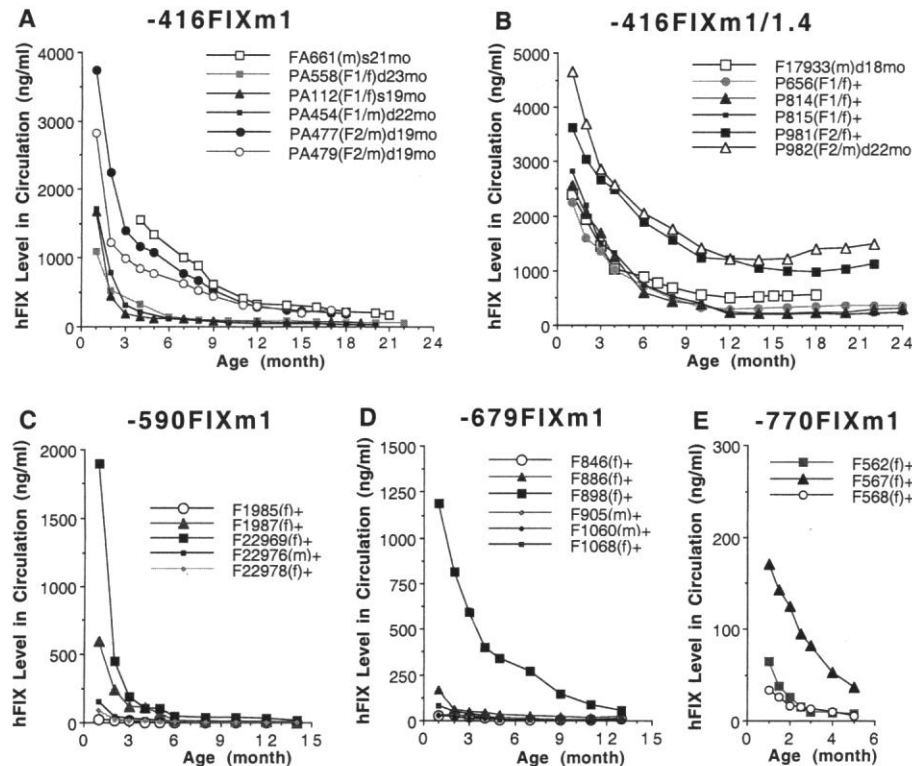 A
-416FIXm1
hFIX Level in Circulation (ng/ml)
4000
3000
2000
1000
0
0 3 6 9 12 15 18 21 24
Age (month)
FA661(m)s21mo
PA558(F1/f)d23mo
PA112(F1/f)s19mo
PA454(F1/m)d22mo
PA477(F2/m)d19mo
PA479(F2/m)d19mo
B
-416FIXm1/1.4
hFIX Level in Circulation (ng/ml)
5000
4000
3000
2000
1000
0
0 3 6 9 12 15 18 21 24
Age (month)
F17933(m)d18mo
P656(F1/f)+
P814(F1/f)+
P815(F1/f)+
P981(F2/f)+
P982(F2/m)d22mo
C
-590FIXm1
hFIX Level in Circulation (ng/ml)
2000
1500
1000
500
0
0 3 6 9 12 15
Age (month)
F1985(f)+
F1987(f)+
F22969(f)+
F22976(m)+
F22978(f)+
D
-679FIXm1
hFIX Level in Circulation (ng/ml)
1500
1250
1000
750
500
250
0
0 3 6 9 12 15
Age (month)
F846(f)+
F886(f)+
F898(f)+
F905(m)+
F1060(m)+
F1068(f)+
E
-770FIXm1
hFIX Level in Circulation (ng/ml)
300
200
100
0
0 2 4 6
Age (month)
F562(f)+
F567(f)+
F568(f)+